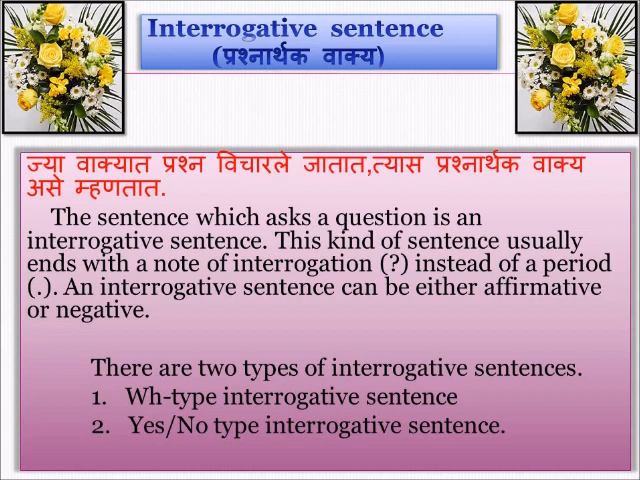 Interrogative sentence
(प्रश्नार्थक वाक्य)
ज्या वाक्यात प्रश्न विचारले जातात,त्यास प्रश्नार्थक वाक्य
असे म्हणतात.
The sentence which asks a question is an
interrogative sentence. This kind of sentence usually
ends with a note of interrogation (?) instead of a period
(.). An interrogative sentence can be either affirmative
or negative.
There are two types of interrogative sentences.
1. Wh-type interrogative sentence
2. Yes/No type interrogative sentence.